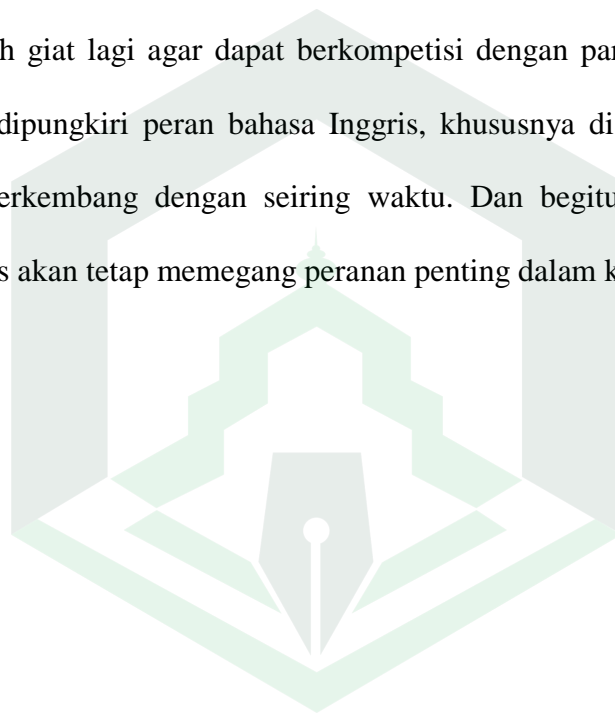 h giat lagi agar dapat berkompetisi dengan par
dipungkiri peran bahasa Inggris, khususnya di
erkembang dengan seiring waktu. Dan begitu
s akan tetap memegang peranan penting dalam k